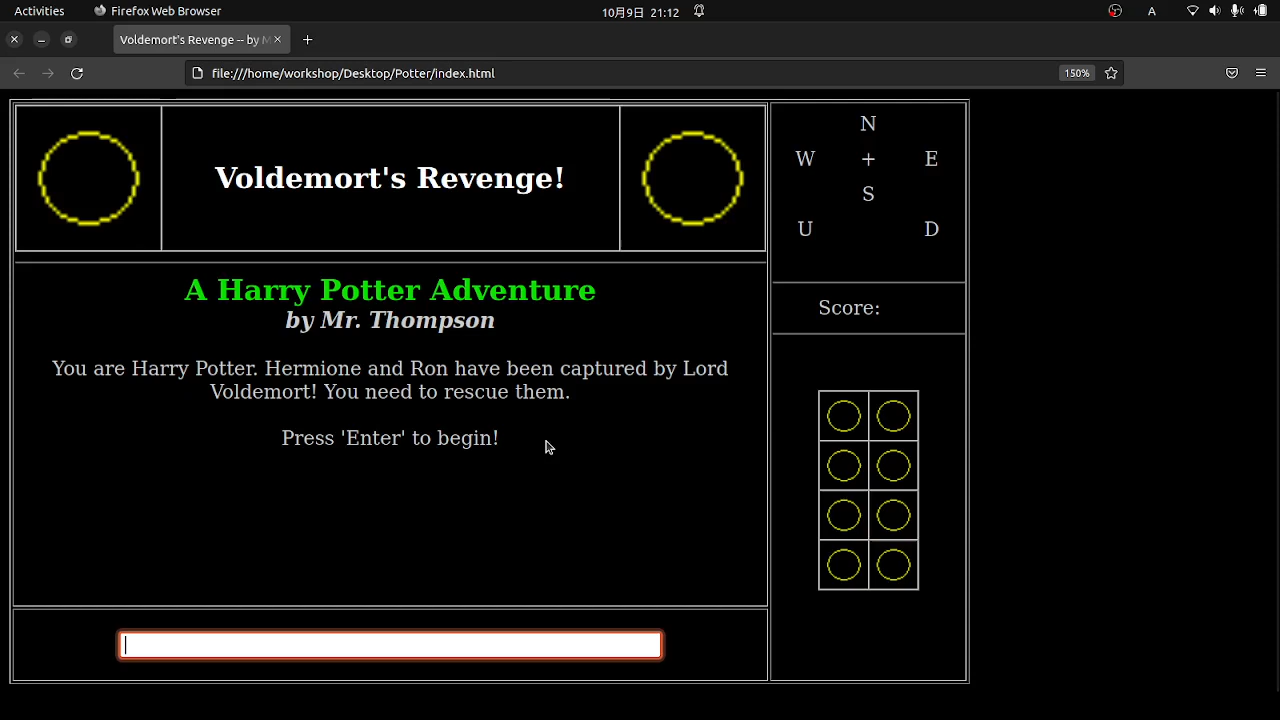 Activities
Firefox Web Browser
10月9日 21:12
A
Voldemort's Revenge -- by M
file:///home/workshop/Desktop/Potter/index.html
150%
Voldemort's Revenge!
A Harry Potter Adventure
by Mr. Thompson
You are Harry Potter. Hermione and Ron have been captured by Lord
Voldemort! You need to rescue them.
Press 'Enter' to begin!
N
W + E
S
U D
Score: